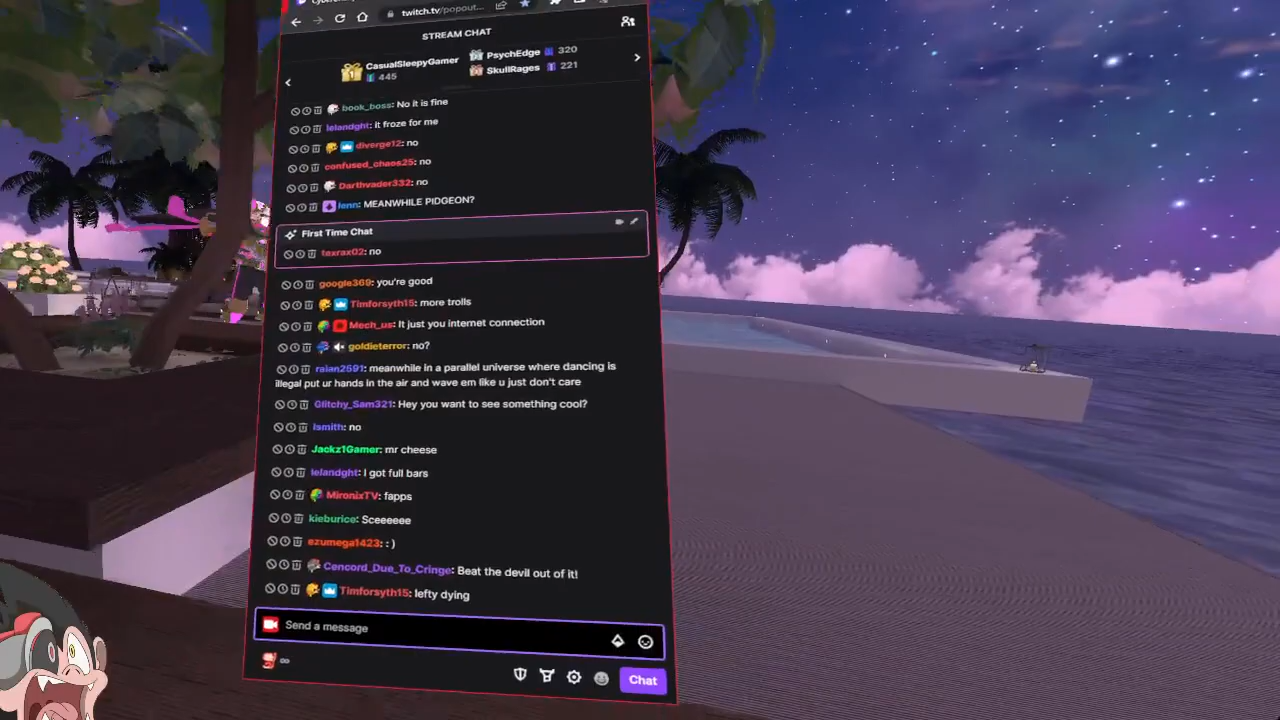 twitch.tv/popout...
STREAM CHAT
CasualSleepyGamer
445
PsychEdge 320
SkullRages 221
book_boss: No it is fine
lelandght: it froze for me
diverge12: no
confused_chaos25: no
Darthvader332: no
lenn: MEANWHILE PIDGEON?
First Time Chat
taxrax02: no
google369: you're good
Timforsyth15: more trolls
Mech_us: It just you internet connection
goldieterror: no?
raian2591: meanwhile in a parallel universe where dancing is
illegal put ur hands in the air and wave em like u just don't care
Glitchy_Sam321: Hey you want to see something cool?
lsmith: no
Jackz1Gamer: mr cheese
lelandght: I got full bars
MironixTV: fapps
kieburice: Sceeeeee
ezumega1423: : )
Cencord_Due_To_Cringe: Beat the devil out of it!
Timforsyth15: lefty dying
Send a message
∞
Chat